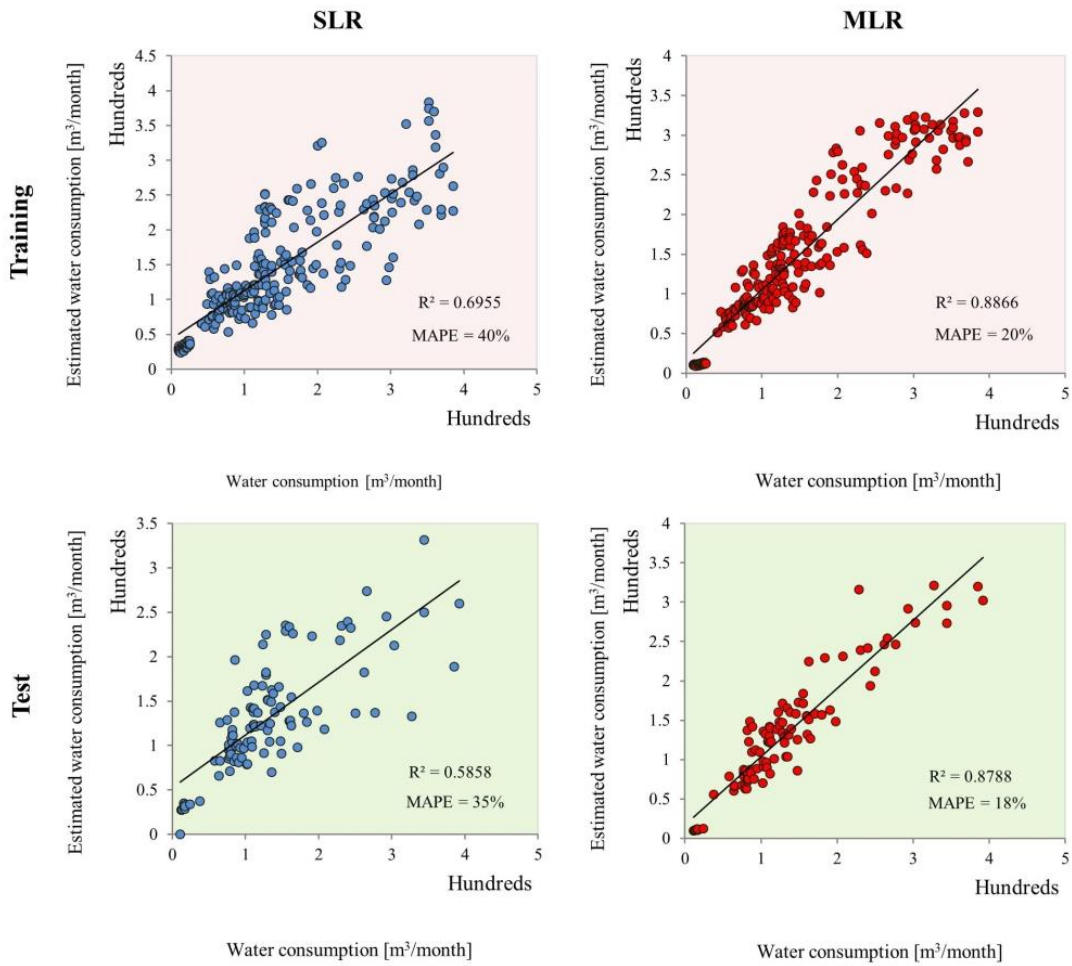 SLR
MLR
Training
Estimated water consumption [m³/month]
Hundreds
4.5
4
3.5
3
2.5
2
1.5
1
0.5
0
0
1
2
3
4
5
R² = 0.6955
MAPE = 40%
Hundreds
Water consumption [m³/month]
Estimated water consumption [m³/month]
Hundreds
4
3.5
3
2.5
2
1.5
1
0.5
0
0
1
2
3
4
5
R² = 0.8866
MAPE = 20%
Hundreds
Water consumption [m³/month]
Test
Estimated water consumption [m³/month]
Hundreds
3.5
3
2.5
2
1.5
1
0.5
0
0
1
2
3
4
5
R² = 0.5858
MAPE = 35%
Hundreds
Water consumption [m³/month]
Estimated water consumption [m³/month]
Hundreds
4
3.5
3
2.5
2
1.5
1
0.5
0
0
1
2
3
4
5
R² = 0.8788
MAPE = 18%
Hundreds
Water consumption [m³/month]